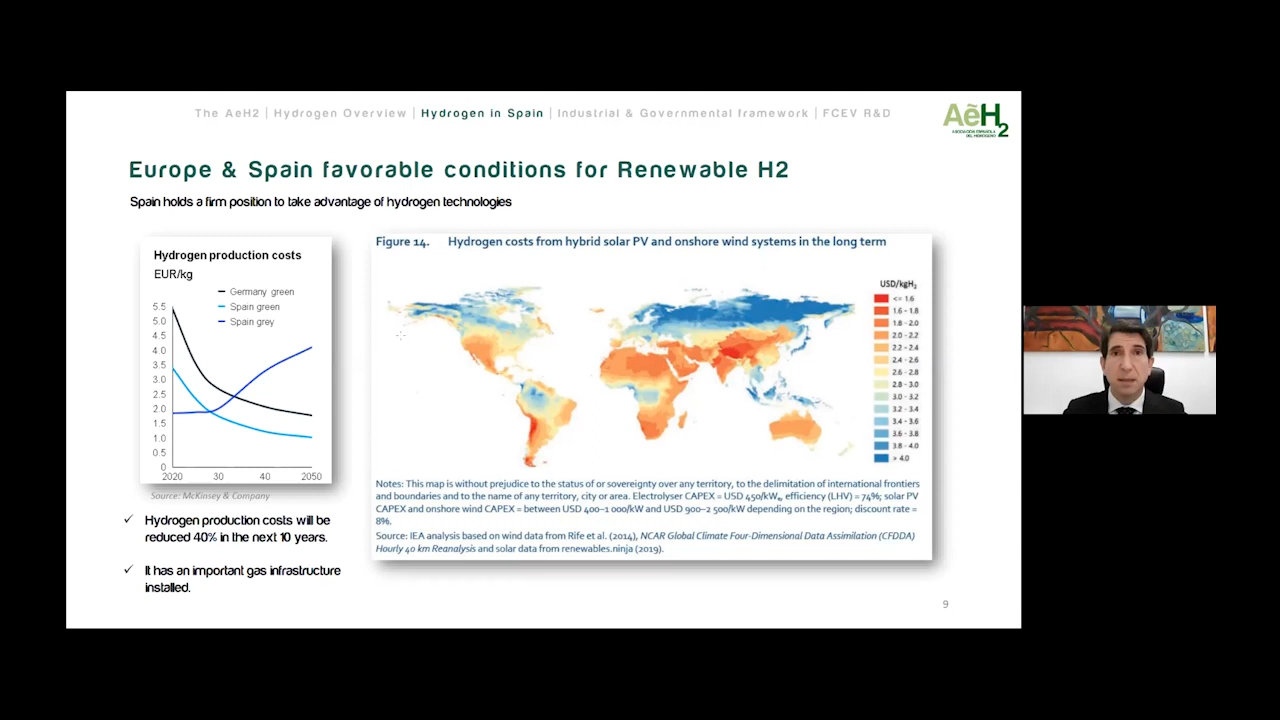 The AeH2 | Hydrogen Overview | Hydrogen in Spain | Industrial & Governmental framework | FCEV R&D
AẽH2
ASOCIACIÓN ESPAÑOLA
DEL HIDRÓGENO
Europe & Spain favorable conditions for Renewable H2
Spain holds a firm position to take advantage of hydrogen technologies
Hydrogen production costs
EUR/kg
Germany green
Spain green
Spain grey
5.5
5.0
4.5
4.0
3.5
3.0
2.5
2.0
1.5
1.0
0.5
0
2020 30 40 2050
Source: McKinsey & Company
✓ Hydrogen production costs will be
reduced 40% in the next 10 years.
✓ It has an important gas infrastructure
installed.
Figure 14. Hydrogen costs from hybrid solar PV and onshore wind systems in the long term
USD/kgH₂
<= 1.6
1.6 - 1.8
1.8 - 2.0
2.0 - 2.2
2.2 - 2.4
2.4 - 2.6
2.6 - 2.8
2.8 - 3.0
3.0 - 3.2
3.2 - 3.4
3.4 - 3.6
3.6 - 3.8
3.8 - 4.0
> 4.0
Notes: This map is without prejudice to the status of or sovereignty over any territory, to the delimitation of international frontiers
and boundaries and to the name of any territory, city or area. Electrolyser CAPEX = USD 450/kWₑ, efficiency (LHV) = 74%; solar PV
CAPEX and onshore wind CAPEX = between USD 400–1 000/kW and USD 900–2 500/kW depending on the region; discount rate =
8%.
Source: IEA analysis based on wind data from Rife et al. (2014), NCAR Global Climate Four-Dimensional Data Assimilation (CFDDA)
Hourly 40 km Reanalysis and solar data from renewables.ninja (2019).
9